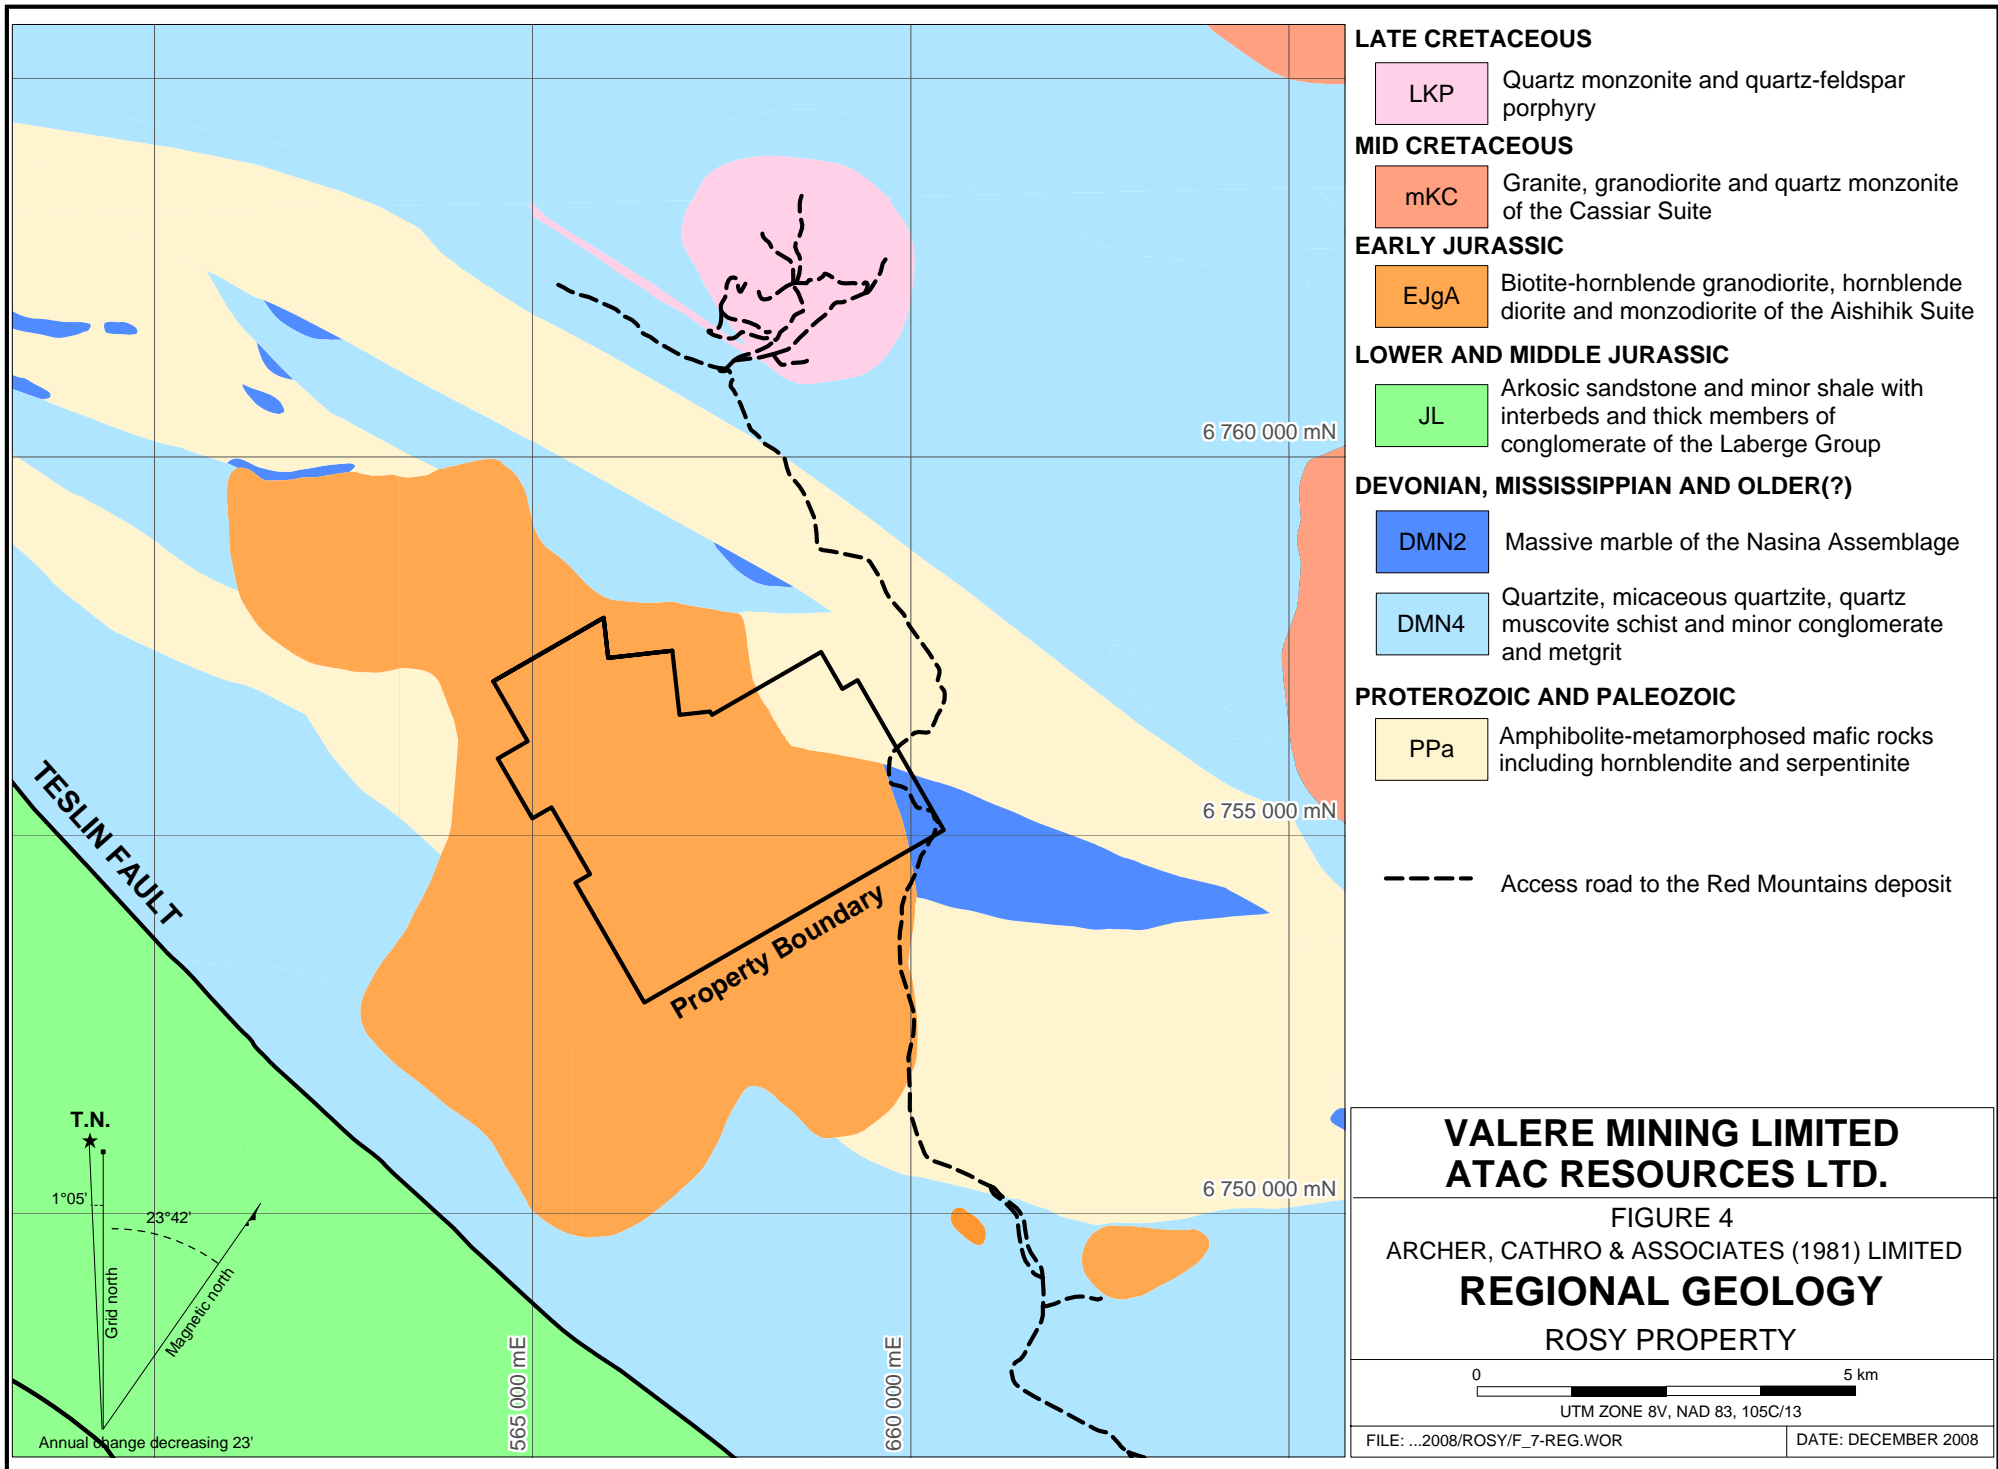 LATE CRETACEOUS
LKP
Quartz monzonite and quartz-feldspar
porphyry
MID CRETACEOUS
mKC
Granite, granodiorite and quartz monzonite
of the Cassiar Suite
EARLY JURASSIC
EJgA
Biotite-hornblende granodiorite, hornblende
diorite and monzodiorite of the Aishihik Suite
LOWER AND MIDDLE JURASSIC
JL
Arkosic sandstone and minor shale with
interbeds and thick members of
conglomerate of the Laberge Group
DEVONIAN, MISSISSIPPIAN AND OLDER(?)
DMN2
Massive marble of the Nasina Assemblage
DMN4
Quartzite, micaceous quartzite, quartz
muscovite schist and minor conglomerate
and metgrit
PROTEROZOIC AND PALEOZOIC
PPa
Amphibolite-metamorphosed mafic rocks
including hornblendite and serpentinite
Access road to the Red Mountains deposit
6 760 000 mN
6 755 000 mN
6 750 000 mN
565 000 mE
660 000 mE
TESLIN FAULT
Property Boundary
T.N.
1°05'
23°42'
Grid north
Magnetic north
Annual change decreasing 23'
VALERE MINING LIMITED
ATAC RESOURCES LTD.
FIGURE 4
ARCHER, CATHRO & ASSOCIATES (1981) LIMITED
REGIONAL GEOLOGY
ROSY PROPERTY
0
5 km
UTM ZONE 8V, NAD 83, 105C/13
FILE: ...2008/ROSY/F_7-REG.WOR
DATE: DECEMBER 2008